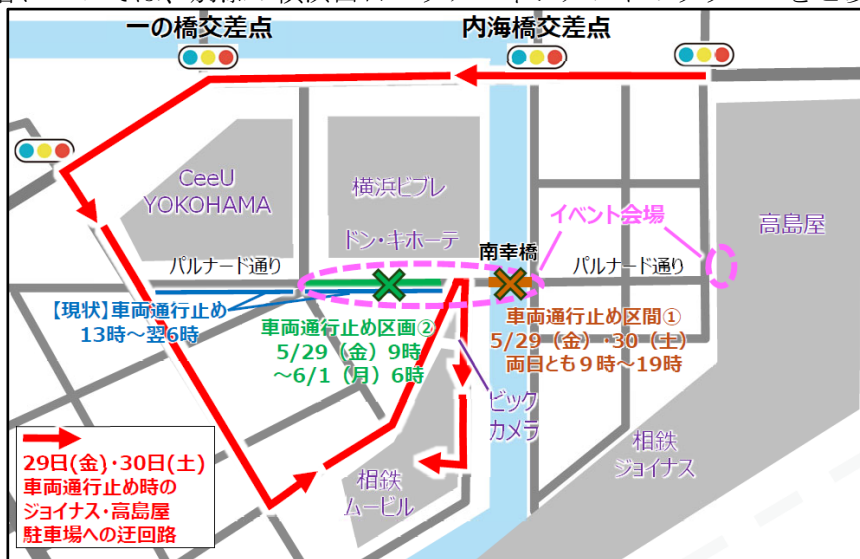 一の橋交差点
内海橋交差点
CeeU
YOKOHAMA
横浜ビブレ
ドン・キホーテ
南幸橋
イベント会場
高島屋
パルナード通り
パルナード通り
【現状】車両通行止め
13時～翌6時
車両通行止め区画②
5/29（金）9時
～6/1（月）6時
車両通行止め区間①
5/29（金）・30（土）
両日とも９時～19時
ビック
カメラ
相鉄
ムービル
相鉄
ジョイナス
29日(金)・30日(土)
車両通行止め時の
ジョイナス・高島屋
駐車場への迂回路